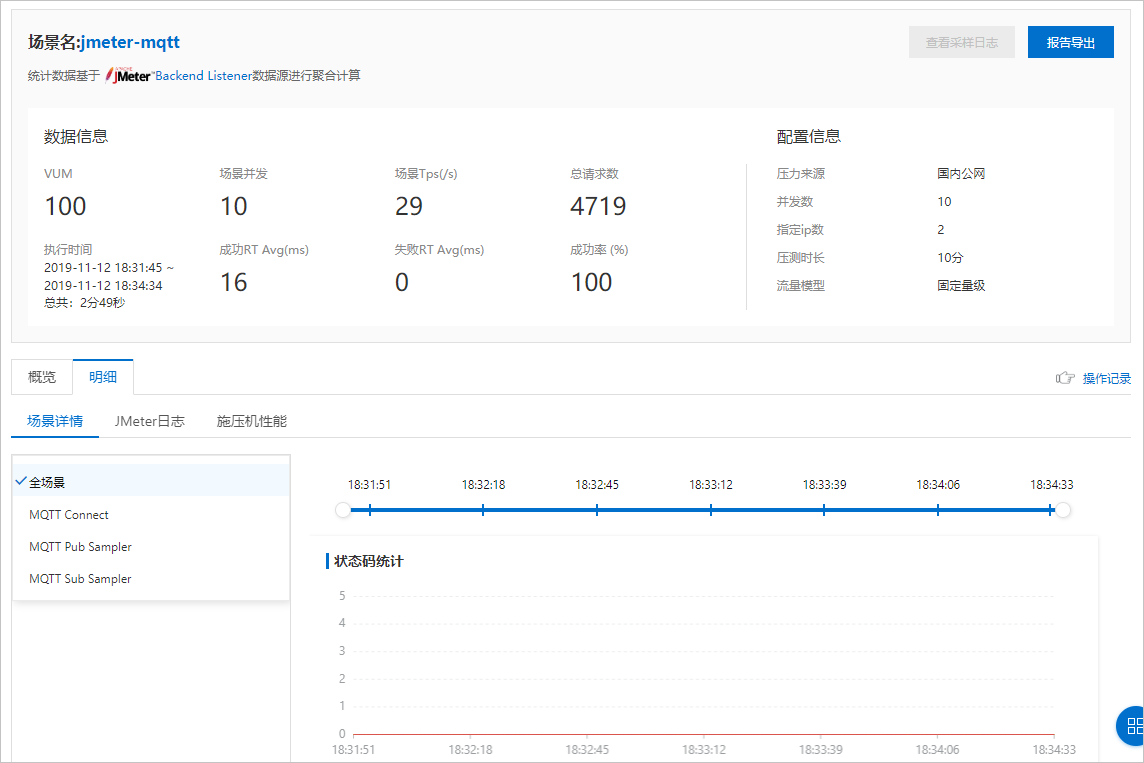 场景名:jmeter-mqtt
查看采样日志
报告导出
统计数据基于 APACHE JMeter Backend Listener数据源进行聚合计算
数据信息
配置信息
VUM
场景并发
场景Tps(/s)
总请求数
100
10
29
4719
执行时间
成功RT Avg(ms)
失败RT Avg(ms)
成功率 (%)
2019-11-12 18:31:45 ~
2019-11-12 18:34:34
总共：2分49秒
16
0
100
压力来源 国内公网
并发数 10
指定ip数 2
压测时长 10分
流量模型 固定量级
概览
明细
操作记录
场景详情
JMeter日志
施压机性能
全场景
MQTT Connect
MQTT Pub Sampler
MQTT Sub Sampler
18:31:51 18:32:18 18:32:45 18:33:12 18:33:39 18:34:06 18:34:33
状态码统计
5
4
3
2
1
0
18:31:51 18:32:18 18:32:45 18:33:12 18:33:39 18:34:06 18:34:33